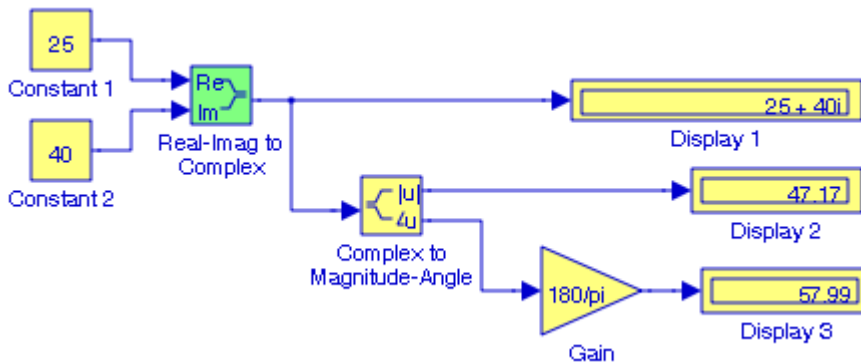 25
Constant 1
40
Constant 2
Re
Im
Real-Imag to
Complex
25 + 40i
Display 1
|u|
∠u
Complex to
Magnitude-Angle
47.17
Display 2
180/pi
Gain
57.99
Display 3